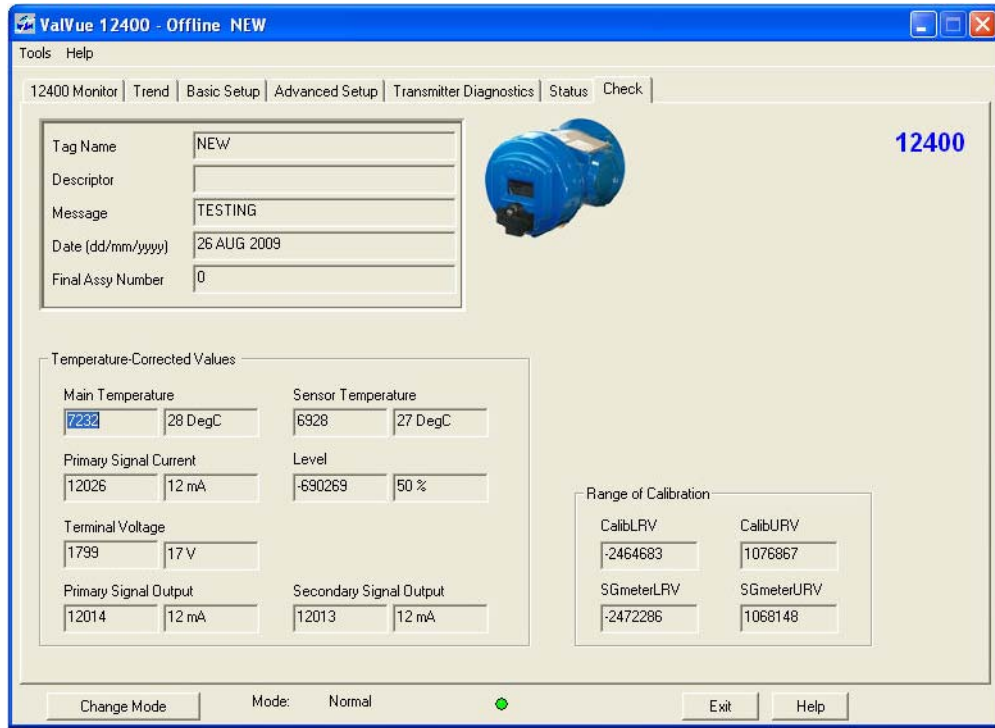 ValVue 12400 - Offline NEW
Tools Help
12400 Monitor Trend Basic Setup Advanced Setup Transmitter Diagnostics Status Check
Tag Name NEW
12400
Descriptor
Message TESTING
Date (dd/mm/yyyy) 26 AUG 2009
Final Assy Number 0
Temperature-Corrected Values
Main Temperature Sensor Temperature
7232 28 DegC 6928 27 DegC
Primary Signal Current Level
12026 12 mA -690269 50 %
Terminal Voltage
1799 17 V
Primary Signal Output Secondary Signal Output
12014 12 mA 12013 12 mA
Range of Calibration
CalibLRV CalibURV
-2464683 1076867
SGmeterLRV SGmeterURV
-2472286 1068148
Change Mode Mode: Normal Exit Help